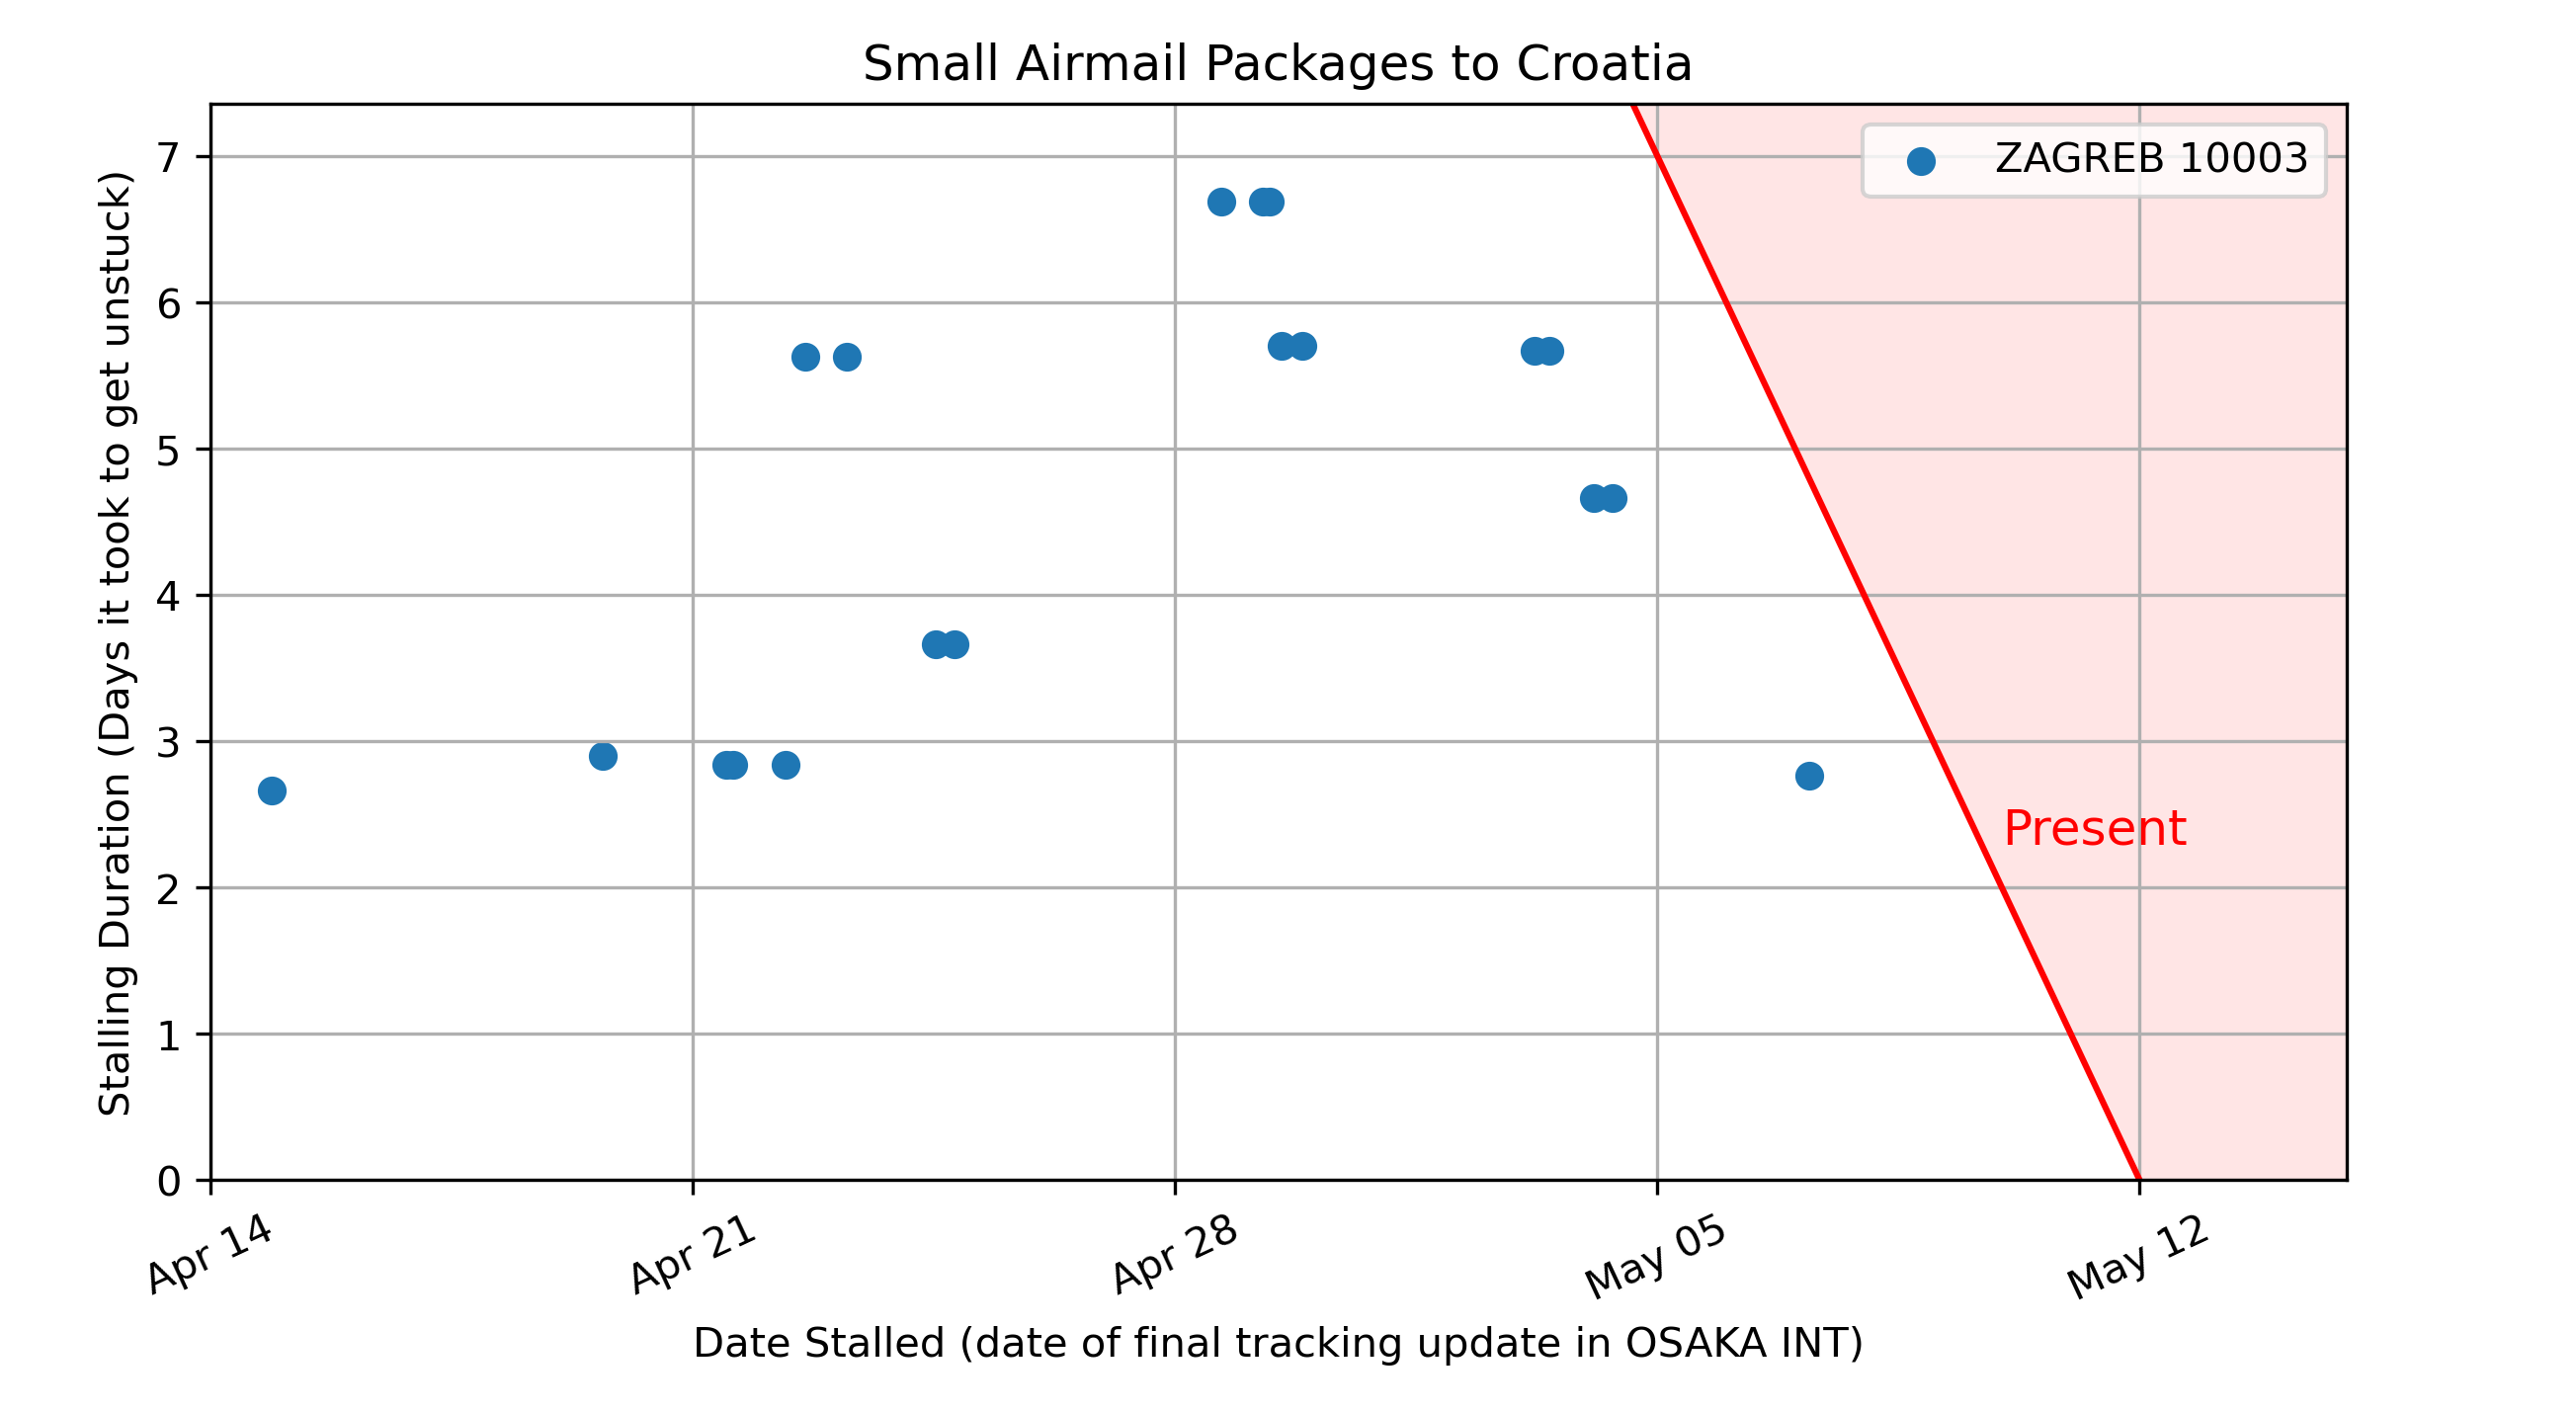 Small Airmail Packages to Croatia
ZAGREB 10003
Stalling Duration (Days it took to get unstuck)
7
6
5
4
3
2
1
0
Present
Apr 14
Apr 21
Apr 28
May 05
May 12
Date Stalled (date of final tracking update in OSAKA INT)